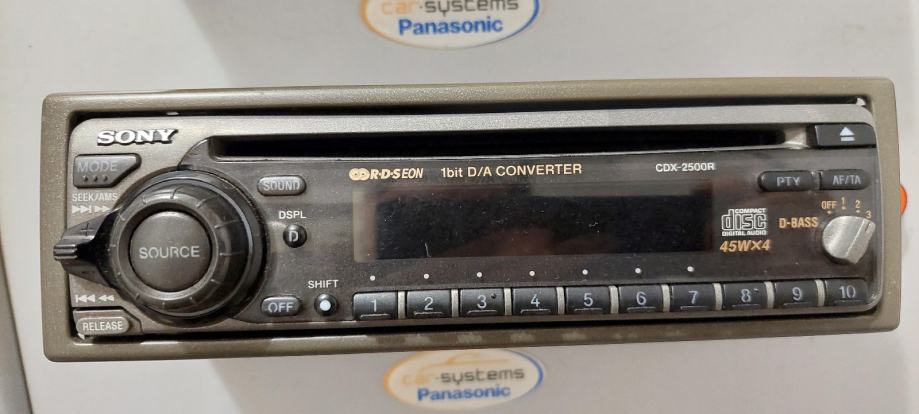 car-systems
Panasonic
SONY
MODE
SEEK/AMS
SOURCE
RELEASE
SOUND
DSPL
D
SHIFT
OFF
R·D·S EON 1bit D/A CONVERTER
CDX-2500R
PTY AF/TA
COMPACT
disc
DIGITAL AUDIO
45W×4
D-BASS
OFF 1 2 3
1 2 3 4 5 6 7 8 9 10
car-systems
Panasonic